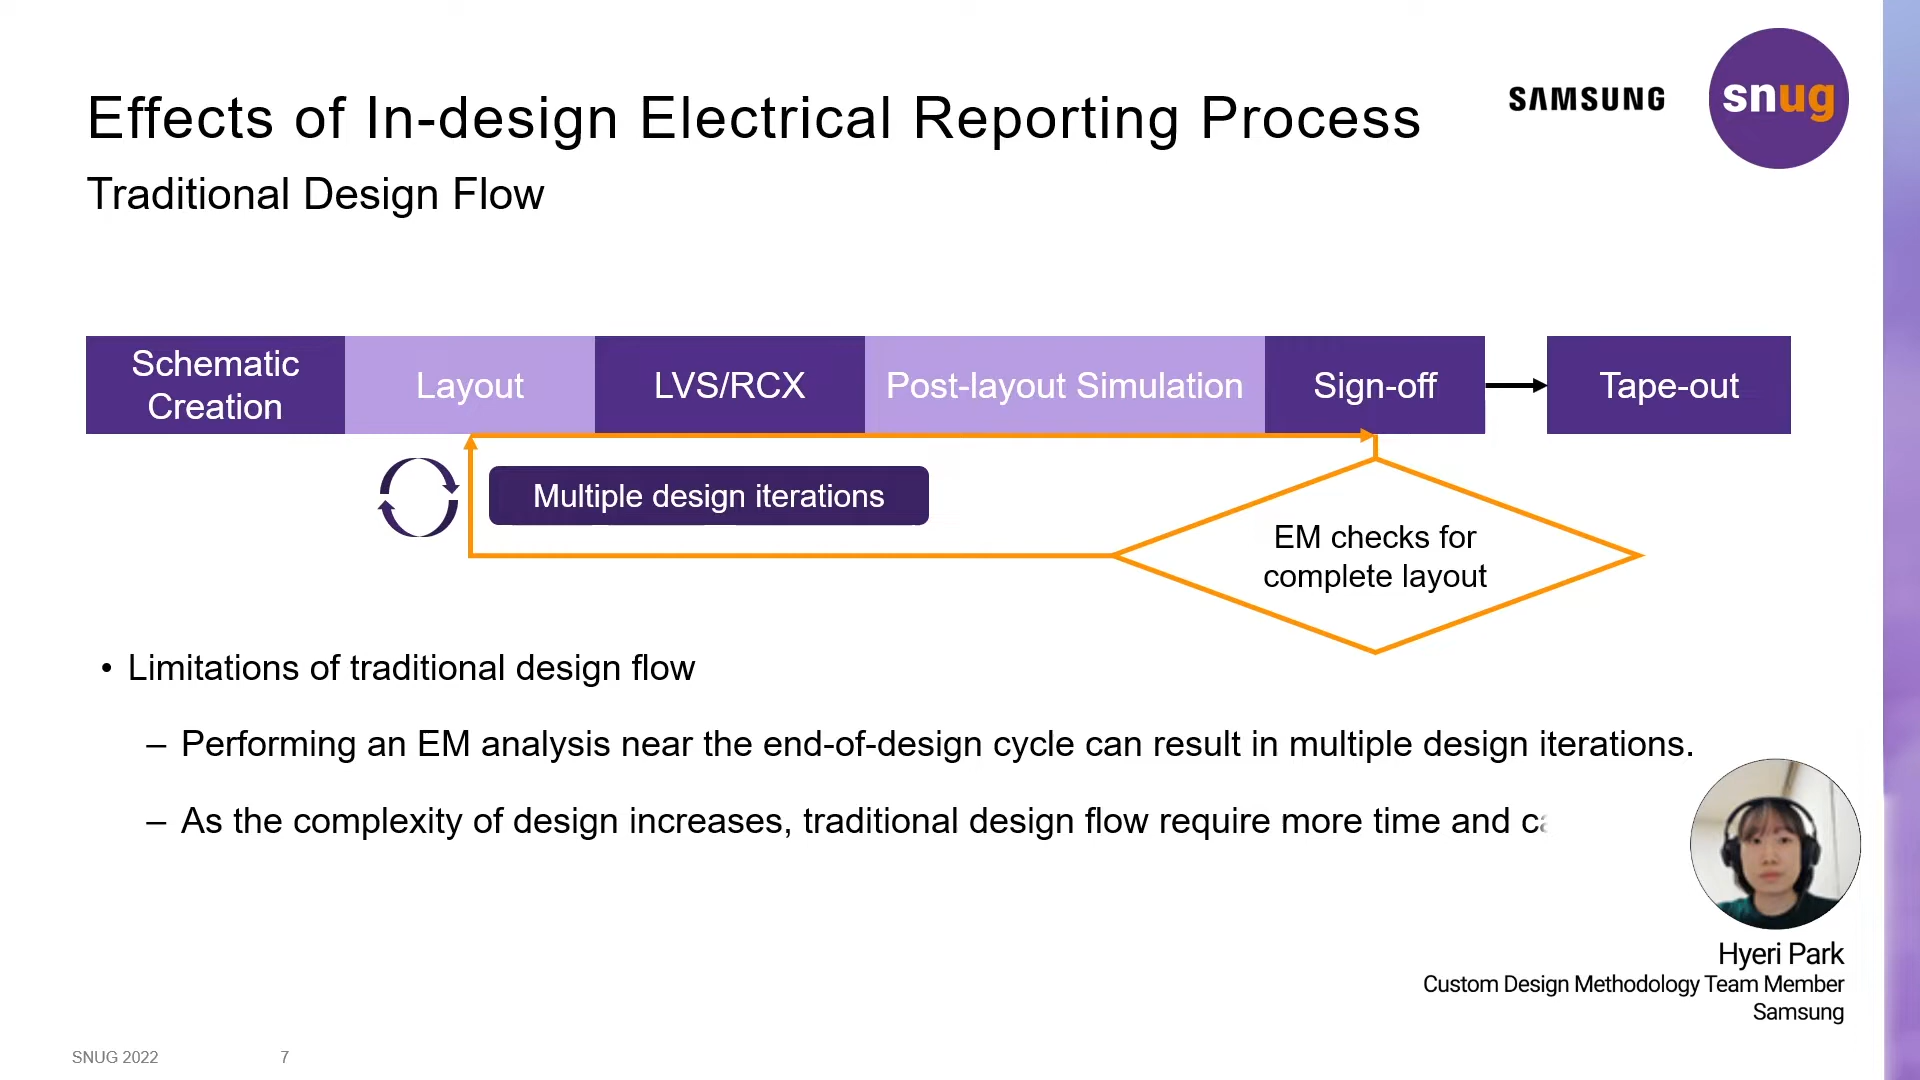 Effects of In-design Electrical Reporting Process
SAMSUNG
snug
Traditional Design Flow
Schematic
Creation
Layout
LVS/RCX
Post-layout Simulation
Sign-off
Tape-out
Multiple design iterations
EM checks for
complete layout
• Limitations of traditional design flow
– Performing an EM analysis near the end-of-design cycle can result in multiple design iterations.
– As the complexity of design increases, traditional design flow require more time and
Hyeri Park
Custom Design Methodology Team Member
Samsung
SNUG 2022
7